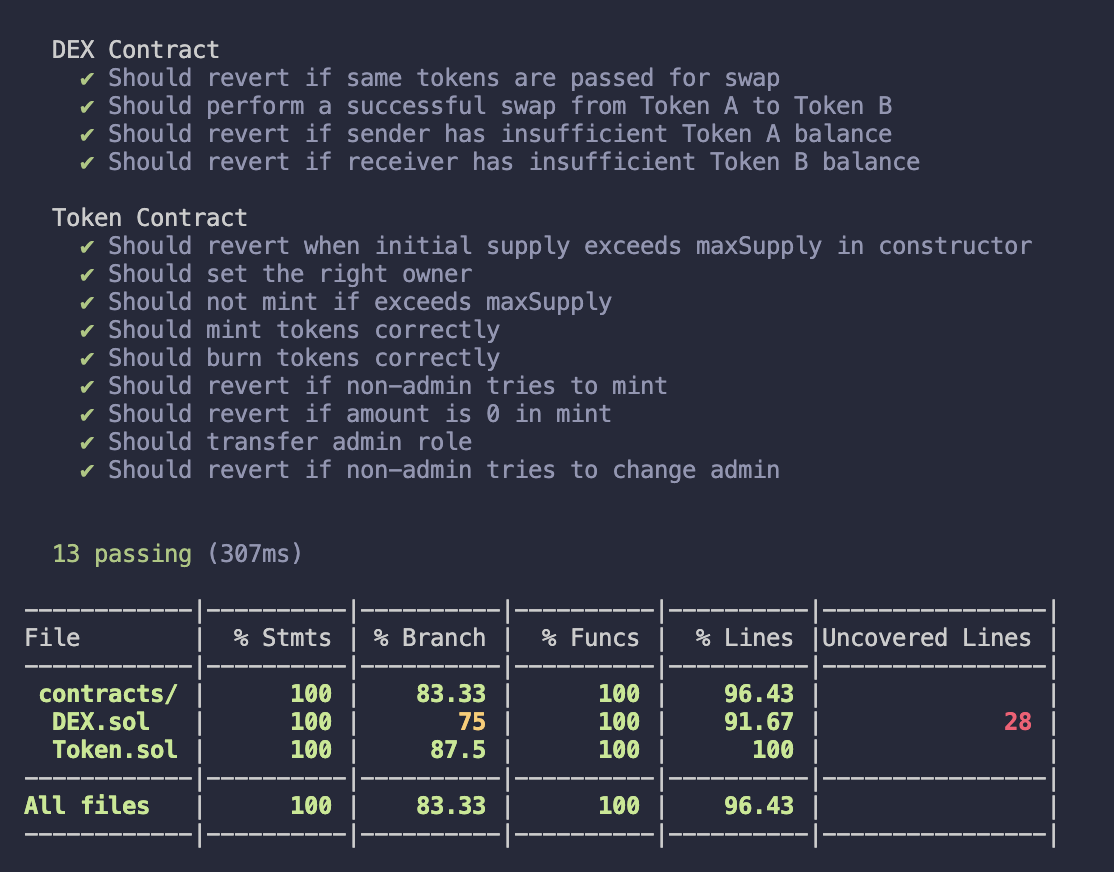 DEX Contract
✔ Should revert if same tokens are passed for swap
✔ Should perform a successful swap from Token A to Token B
✔ Should revert if sender has insufficient Token A balance
✔ Should revert if receiver has insufficient Token B balance
Token Contract
✔ Should revert when initial supply exceeds maxSupply in constructor
✔ Should set the right owner
✔ Should not mint if exceeds maxSupply
✔ Should mint tokens correctly
✔ Should burn tokens correctly
✔ Should revert if non-admin tries to mint
✔ Should revert if amount is 0 in mint
✔ Should transfer admin role
✔ Should revert if non-admin tries to change admin
13 passing (307ms)
File | % Stmts | % Branch | % Funcs | % Lines |Uncovered Lines |
contracts/ | 100 | 83.33 | 100 | 96.43 | |
DEX.sol | 100 | 75 | 100 | 91.67 | 28 |
Token.sol | 100 | 87.5 | 100 | 100 | |
All files | 100 | 83.33 | 100 | 96.43 | |